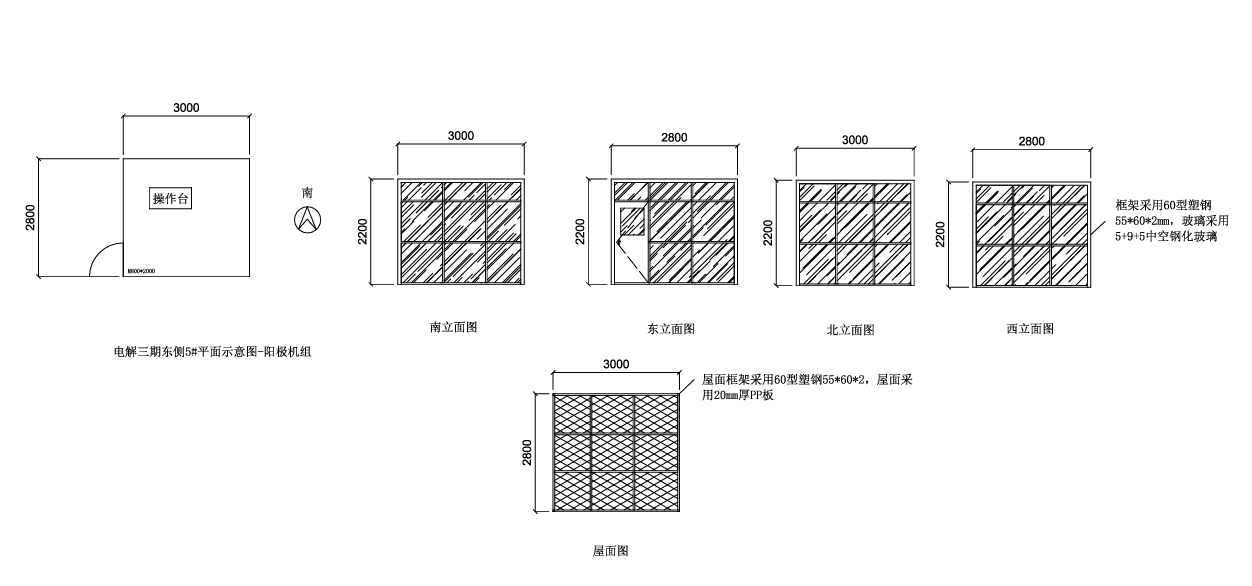 3000
2800
操作台
M800*2000
南
电解三期东侧5#平面示意图-阳极机组
3000
2200
南立面图
2800
2200
东立面图
3000
2200
北立面图
2800
2200
西立面图
框架采用60型塑钢
55*60*2mm，玻璃采用
5+9+5中空钢化玻璃
3000
2800
屋面框架采用60型塑钢55*60*2，屋面采
用20mm厚PP板
屋面图